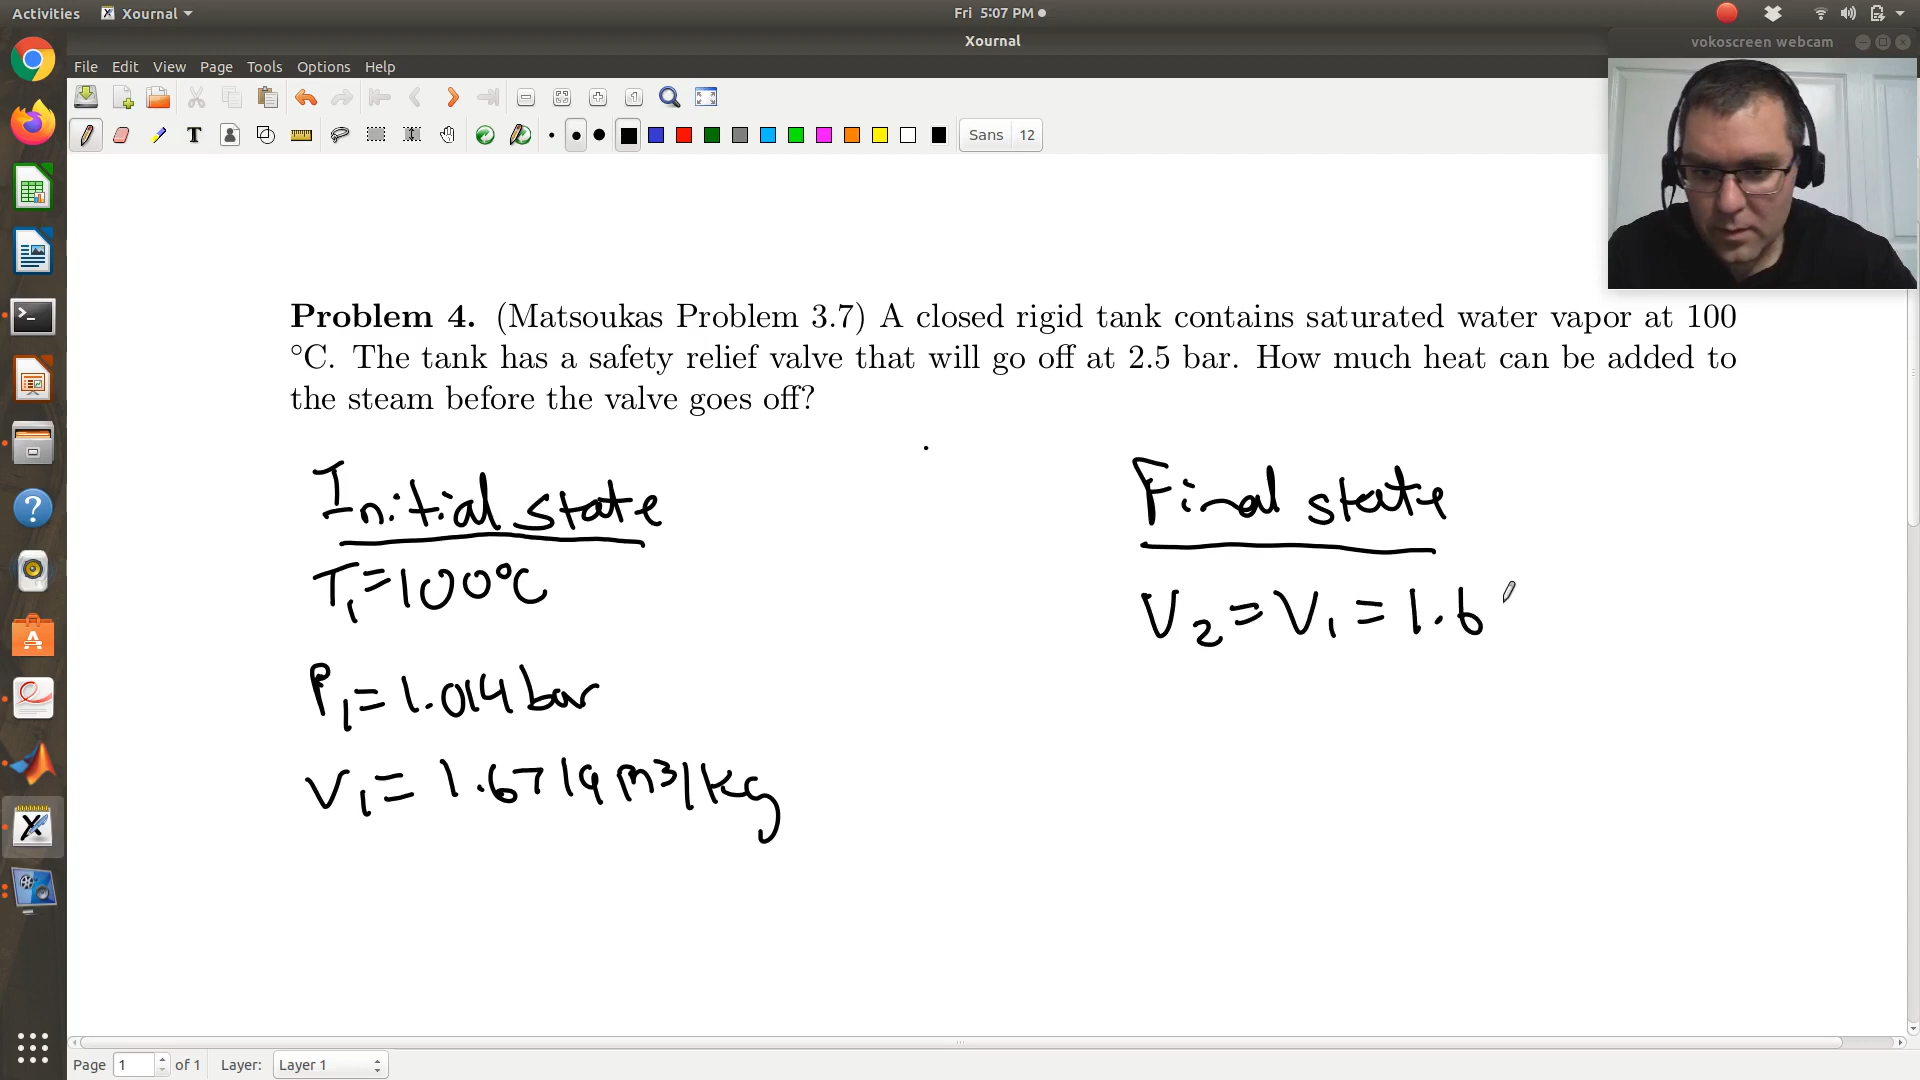 Activities Xournal Fri 5:07 PM
Xournal
vokoscreen webcam
File Edit View Page Tools Options Help
Sans 12
Problem 4. (Matsoukas Problem 3.7) A closed rigid tank contains saturated water vapor at 100
°C. The tank has a safety relief valve that will go off at 2.5 bar. How much heat can be added to
the steam before the valve goes off?
Initial state
T₁=100°C
P₁=1.014 bar
V₁=1.6719 m³/kg
Final state
V₂=V₁=1.6
Page 1 of 1 Layer: Layer 1